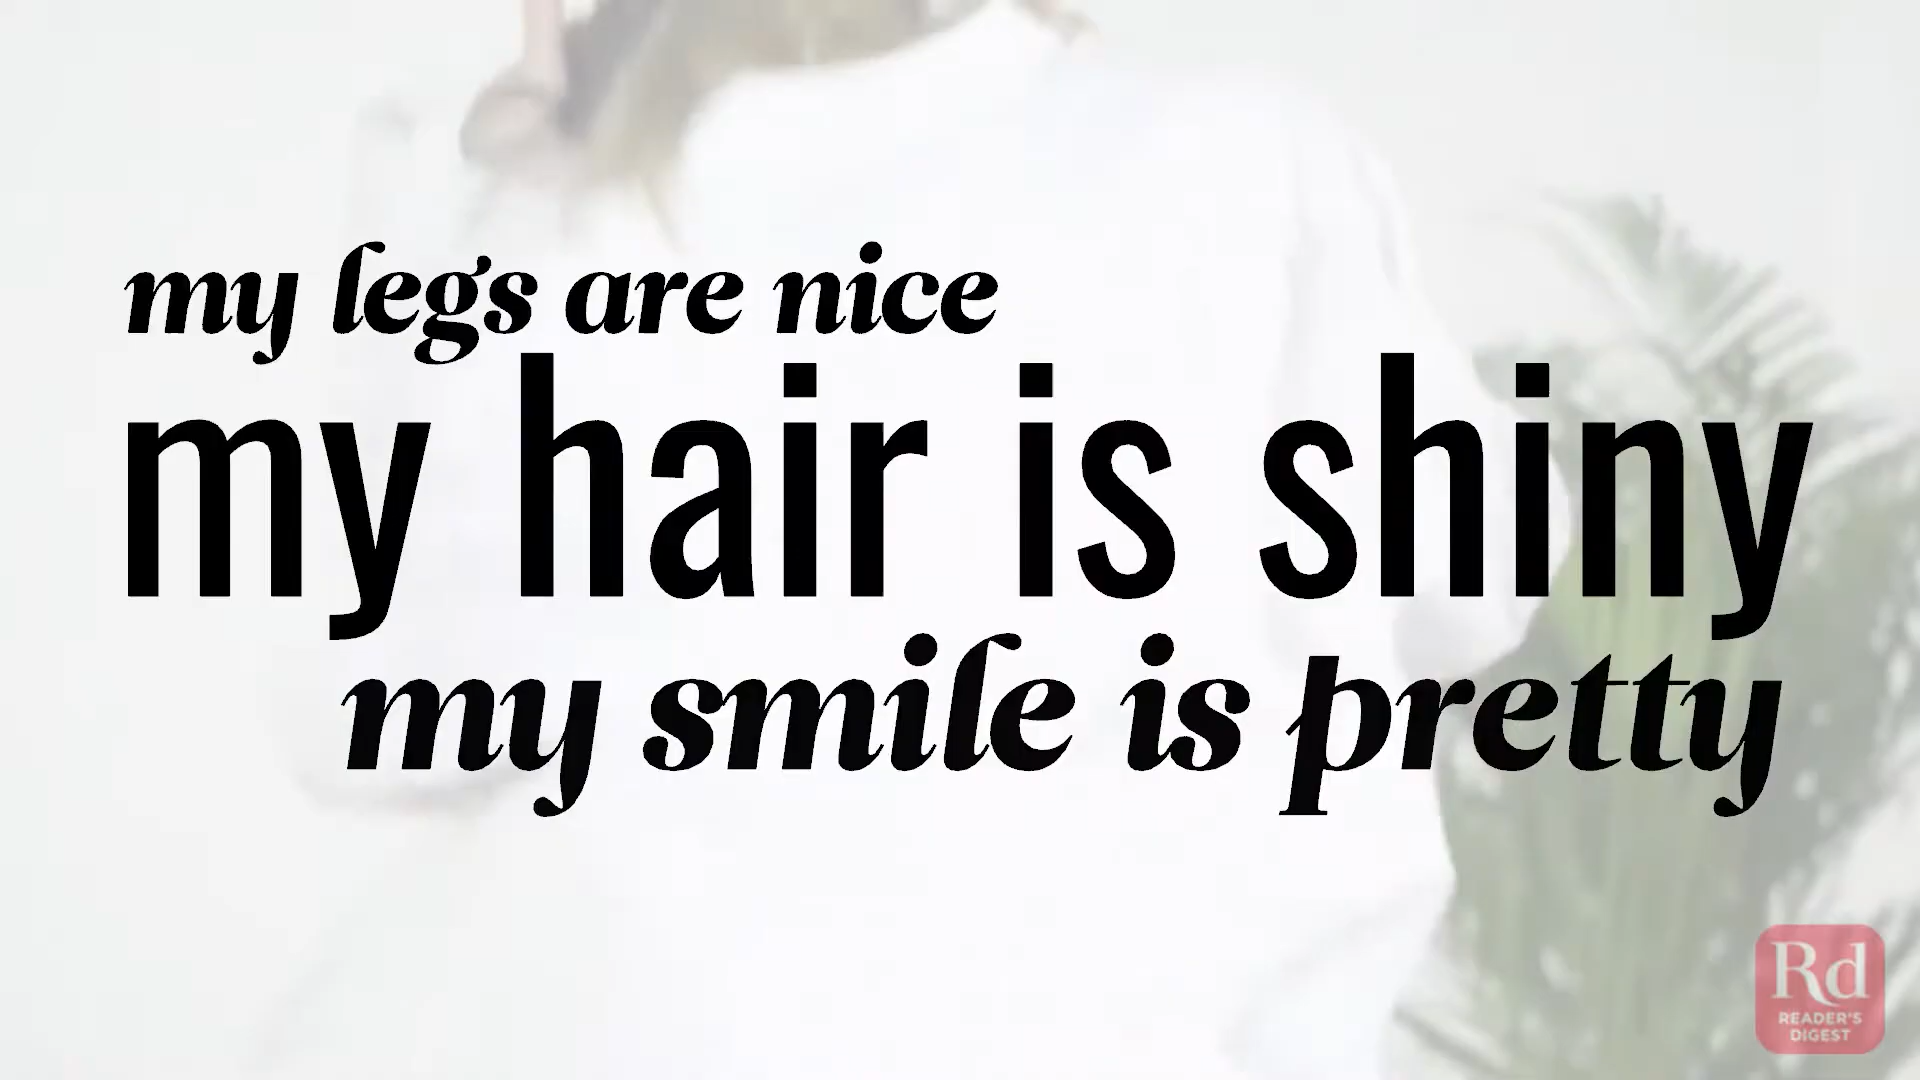 my legs are nice
my hair is shiny
my smile is pretty
Rd
READER'S
DIGEST